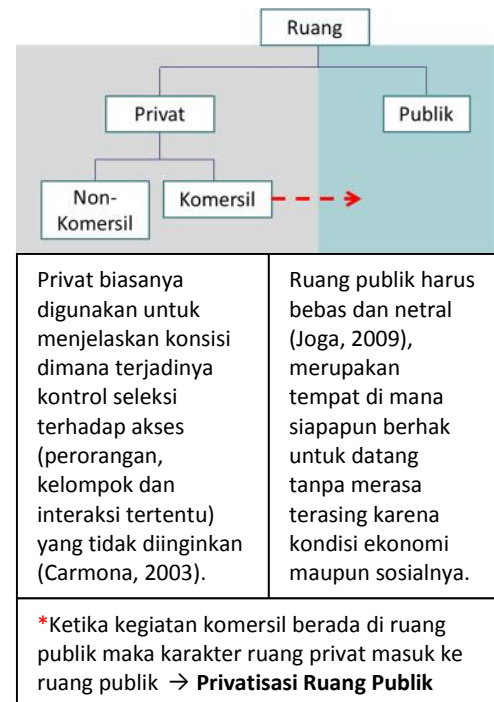 Ruang
Privat
Publik
Non-
Komersil
Komersil
Privat biasanya
digunakan untuk
menjelaskan konsisi
dimana terjadinya
kontrol seleksi
terhadap akses
(perorangan,
kelompok dan
interaksi tertentu)
yang tidak diinginkan
(Carmona, 2003).
Ruang publik harus
bebas dan netral
(Joga, 2009),
merupakan
tempat di mana
siapapun berhak
untuk datang
tanpa merasa
terasing karena
kondisi ekonomi
maupun sosialnya.
*Ketika kegiatan komersil berada di ruang
publik maka karakter ruang privat masuk ke
ruang publik → Privatisasi Ruang Publik